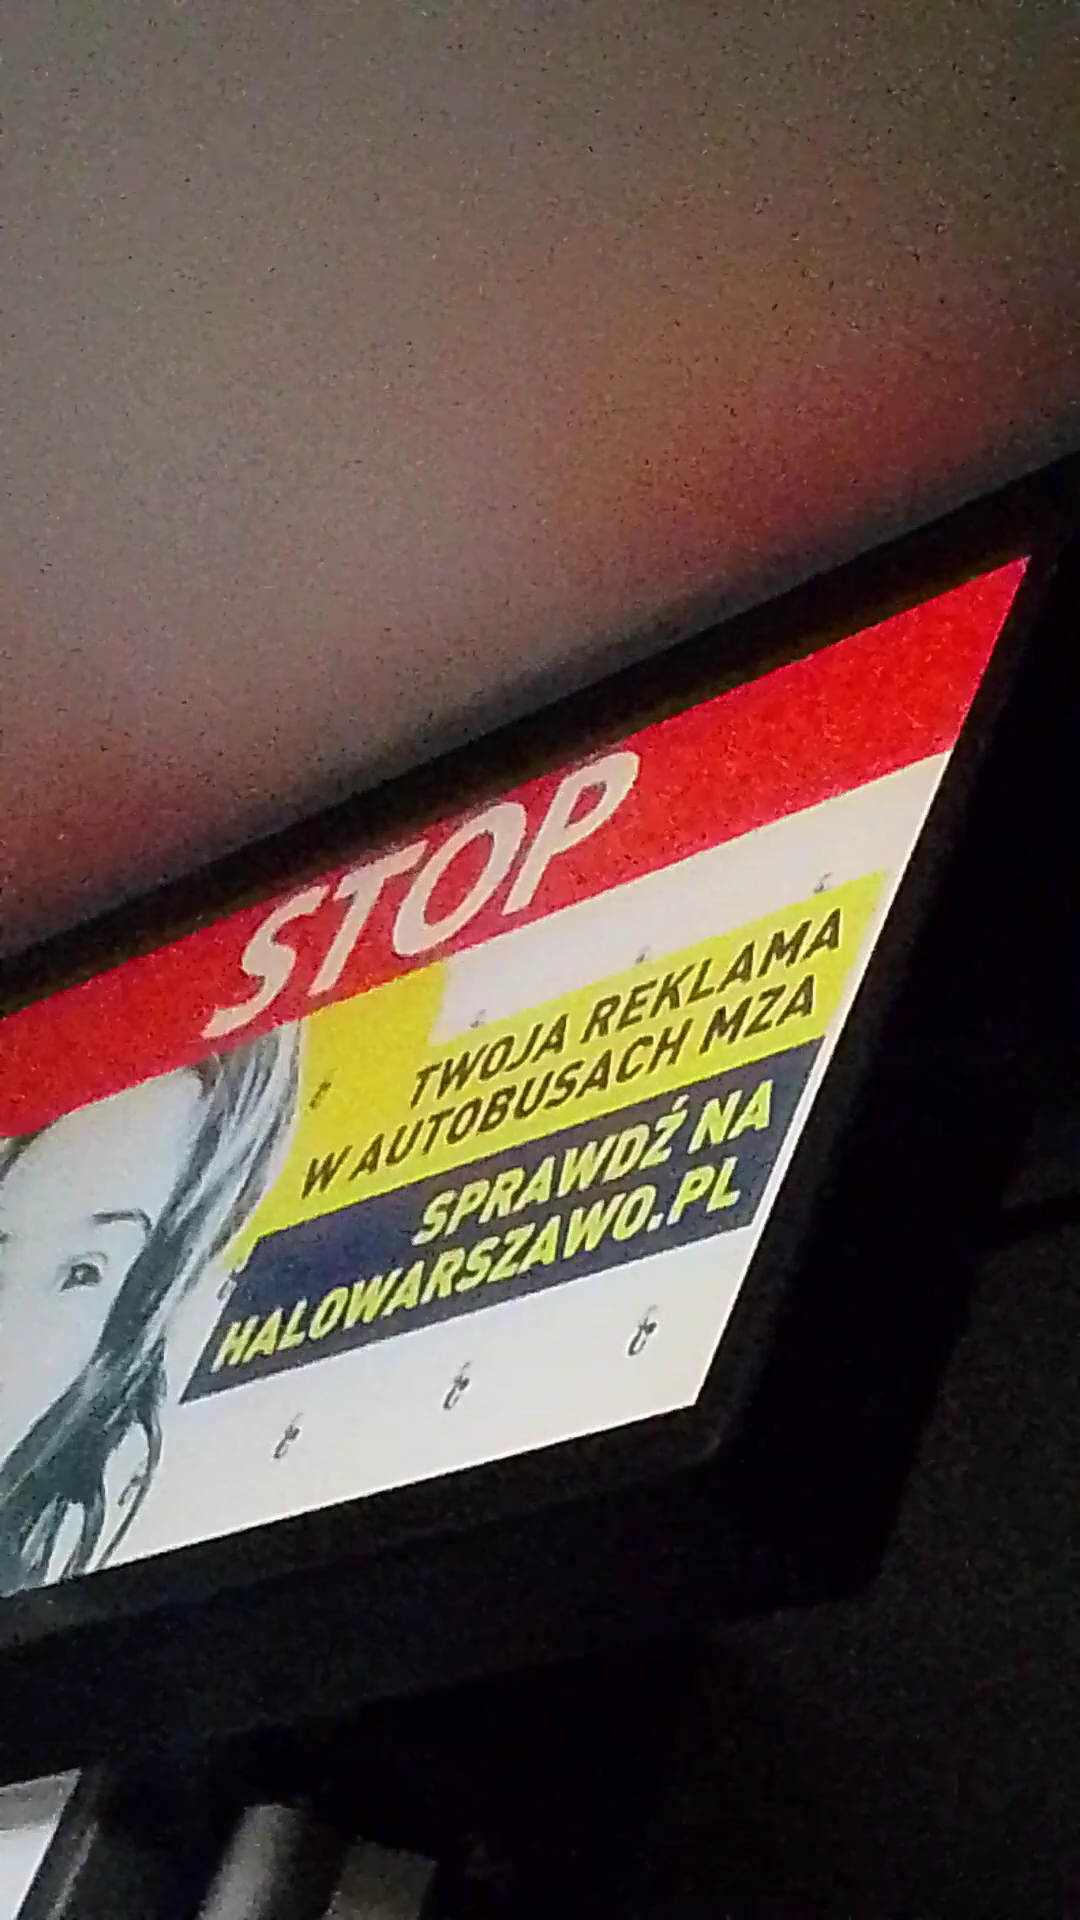 STOP
TWOJA REKLAMA
W AUTOBUSACH MZA
SPRAWDŹ NA
HALOWARSZAWO.PL